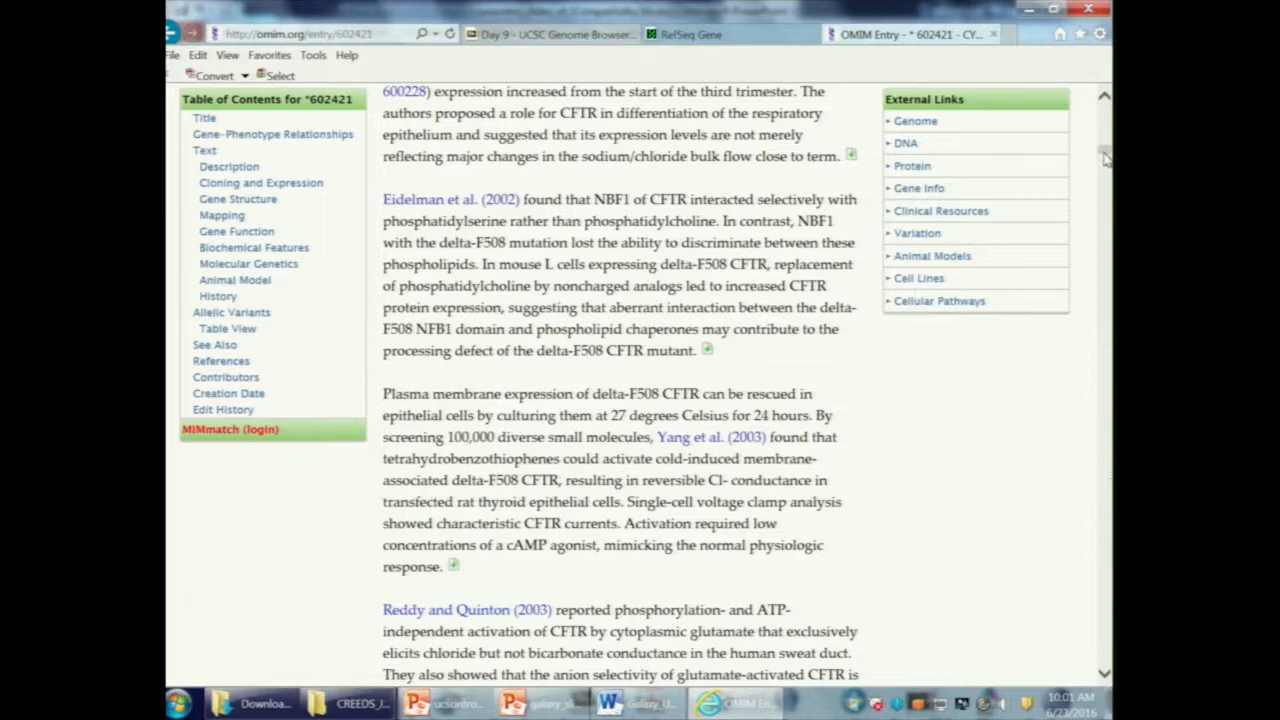 http://omim.org/entry/602421
Day 9 - UCSC Genome Browser...
RefSeq Gene
OMIM Entry - * 602421 - CY...
File Edit View Favorites Tools Help
Convert Select
Table of Contents for *602421
Title
Gene-Phenotype Relationships
Text
Description
Cloning and Expression
Gene Structure
Mapping
Gene Function
Biochemical Features
Molecular Genetics
Animal Model
History
Allelic Variants
Table View
See Also
References
Contributors
Creation Date
Edit History
MIMmatch (login)
600228) expression increased from the start of the third trimester. The
authors proposed a role for CFTR in differentiation of the respiratory
epithelium and suggested that its expression levels are not merely
reflecting major changes in the sodium/chloride bulk flow close to term.
Eidelman et al. (2002) found that NBF1 of CFTR interacted selectively with
phosphatidylserine rather than phosphatidylcholine. In contrast, NBF1
with the delta-F508 mutation lost the ability to discriminate between these
phospholipids. In mouse L cells expressing delta-F508 CFTR, replacement
of phosphatidylcholine by noncharged analogs led to increased CFTR
protein expression, suggesting that aberrant interaction between the delta-
F508 NFB1 domain and phospholipid chaperones may contribute to the
processing defect of the delta-F508 CFTR mutant.
Plasma membrane expression of delta-F508 CFTR can be rescued in
epithelial cells by culturing them at 27 degrees Celsius for 24 hours. By
screening 100,000 diverse small molecules, Yang et al. (2003) found that
tetrahydrobenzothiophenes could activate cold-induced membrane-
associated delta-F508 CFTR, resulting in reversible Cl- conductance in
transfected rat thyroid epithelial cells. Single-cell voltage clamp analysis
showed characteristic CFTR currents. Activation required low
concentrations of a cAMP agonist, mimicking the normal physiologic
response.
Reddy and Quinton (2003) reported phosphorylation- and ATP-
independent activation of CFTR by cytoplasmic glutamate that exclusively
elicits chloride but not bicarbonate conductance in the human sweat duct.
They also showed that the anion selectivity of glutamate-activated CFTR is
External Links
Genome
DNA
Protein
Gene Info
Clinical Resources
Variation
Animal Models
Cell Lines
Cellular Pathways
Downloa...
CREEDS_J...
ucscintro...
galaxy_sl...
Galaxy_U...
OMIM En...
10:01 AM
6/23/2016